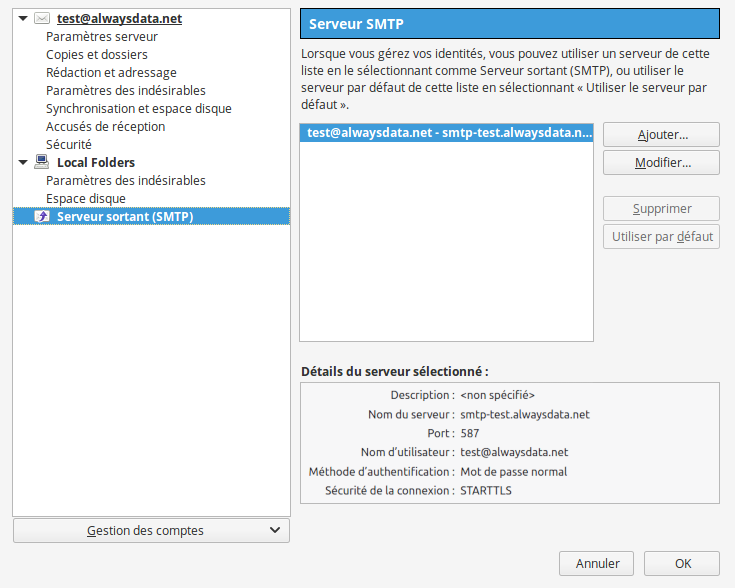 test@alwaysdata.net
Paramètres serveur
Copies et dossiers
Rédaction et adressage
Paramètres des indésirables
Synchronisation et espace disque
Accusés de réception
Sécurité
Local Folders
Paramètres des indésirables
Espace disque
Serveur sortant (SMTP)
Gestion des comptes
Serveur SMTP
Lorsque vous gérez vos identités, vous pouvez utiliser un serveur de cette
liste en le sélectionnant comme Serveur sortant (SMTP), ou utiliser le
serveur par défaut de cette liste en sélectionnant « Utiliser le serveur par
défaut ».
test@alwaysdata.net - smtp-test.alwaysdata.n...
Ajouter...
Modifier...
Supprimer
Utiliser par défaut
Détails du serveur sélectionné :
Description : <non spécifié>
Nom du serveur : smtp-test.alwaysdata.net
Port : 587
Nom d'utilisateur : test@alwaysdata.net
Méthode d'authentification : Mot de passe normal
Sécurité de la connexion : STARTTLS
Annuler
OK